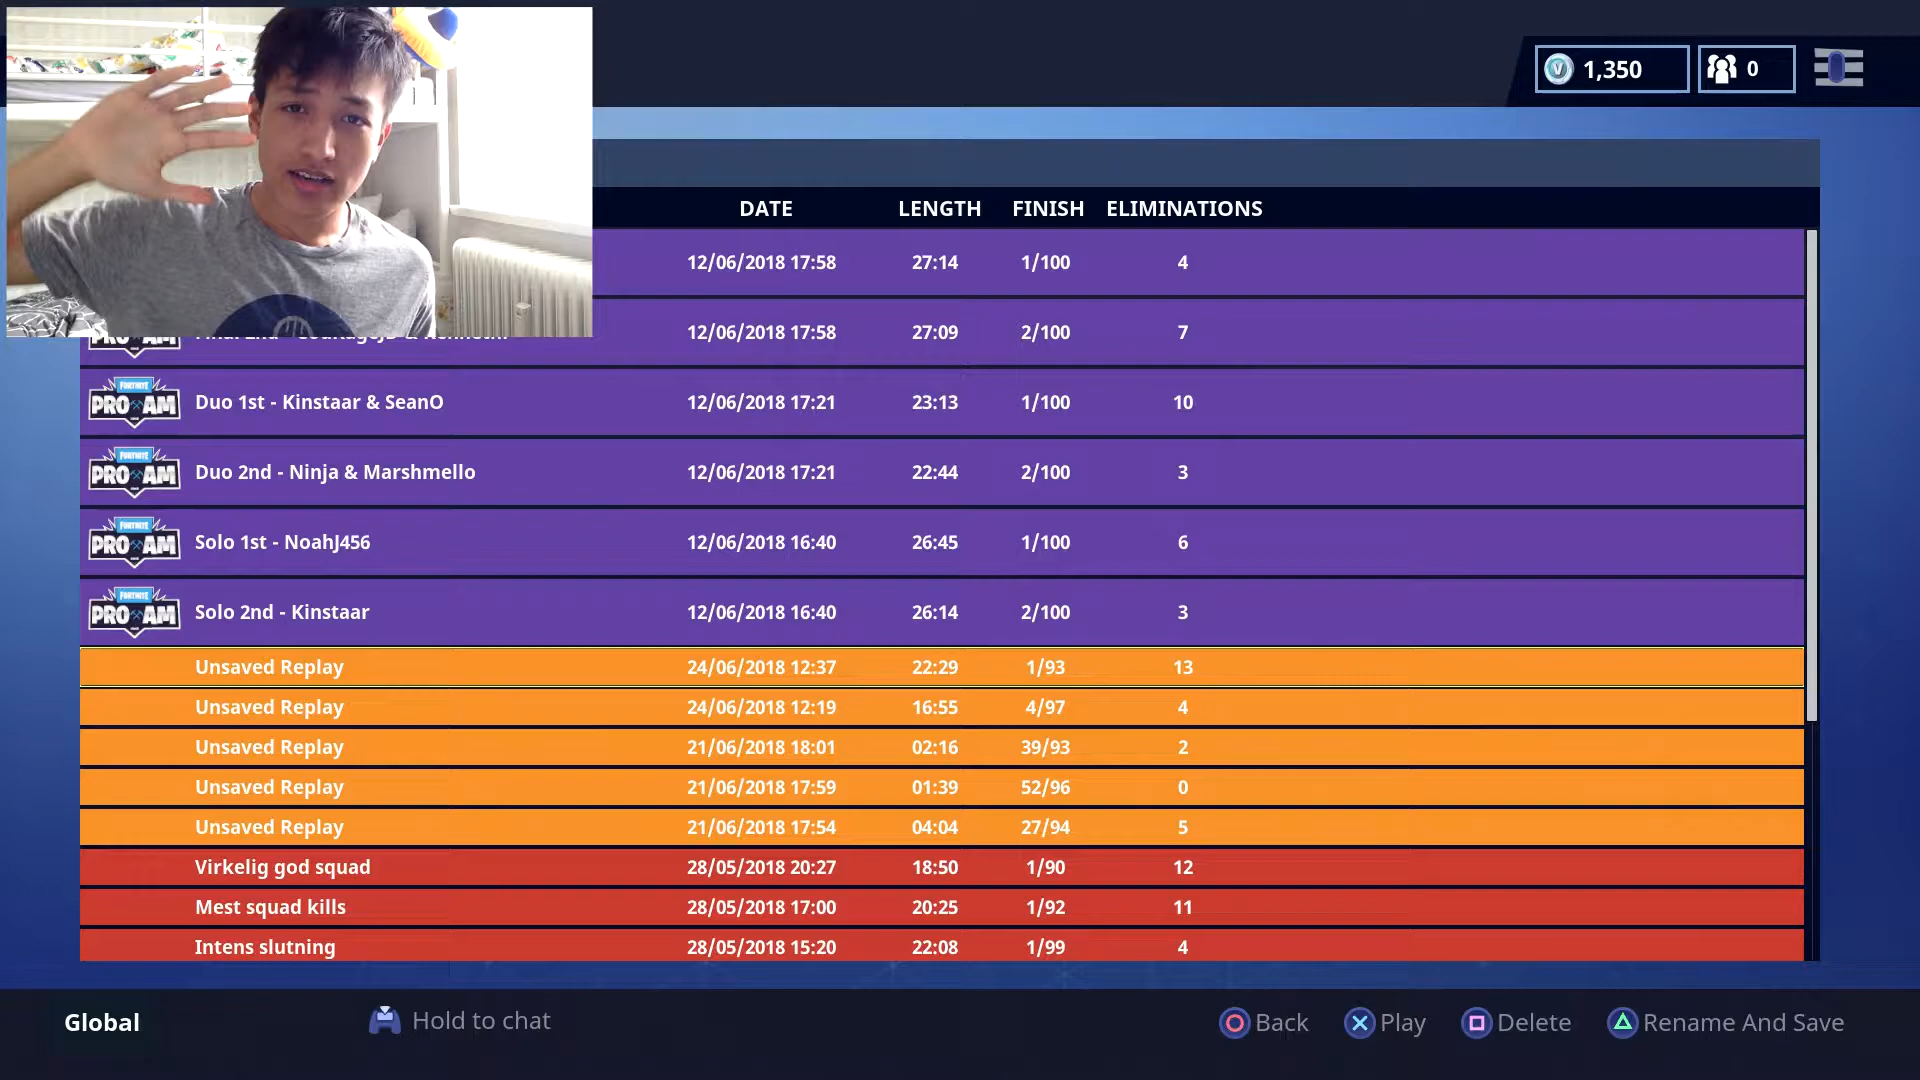 1,350
0
DATE LENGTH FINISH ELIMINATIONS
12/06/2018 17:58 27:14 1/100 4
12/06/2018 17:58 27:09 2/100 7
FORTNITE PRO AM Duo 1st - Kinstaar & SeanO 12/06/2018 17:21 23:13 1/100 10
FORTNITE PRO AM Duo 2nd - Ninja & Marshmello 12/06/2018 17:21 22:44 2/100 3
FORTNITE PRO AM Solo 1st - NoahJ456 12/06/2018 16:40 26:45 1/100 6
FORTNITE PRO AM Solo 2nd - Kinstaar 12/06/2018 16:40 26:14 2/100 3
Unsaved Replay 24/06/2018 12:37 22:29 1/93 13
Unsaved Replay 24/06/2018 12:19 16:55 4/97 4
Unsaved Replay 21/06/2018 18:01 02:16 39/93 2
Unsaved Replay 21/06/2018 17:59 01:39 52/96 0
Unsaved Replay 21/06/2018 17:54 04:04 27/94 5
Virkelig god squad 28/05/2018 20:27 18:50 1/90 12
Mest squad kills 28/05/2018 17:00 20:25 1/92 11
Intens slutning 28/05/2018 15:20 22:08 1/99 4
Global Hold to chat Back Play Delete Rename And Save